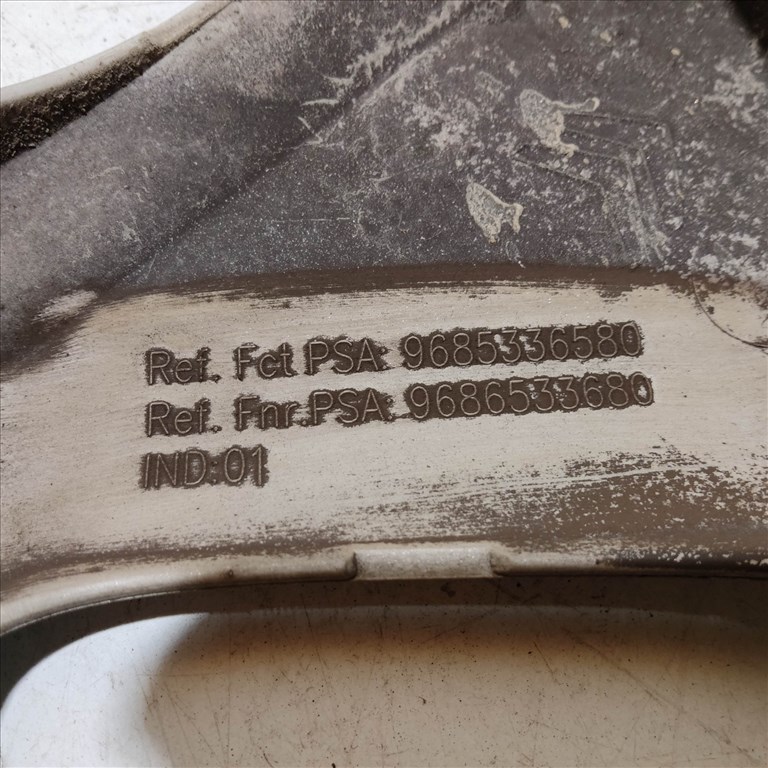 Ref. Fct PSA: 9685336580
Ref. Fnr.PSA: 9686533680
IND:01